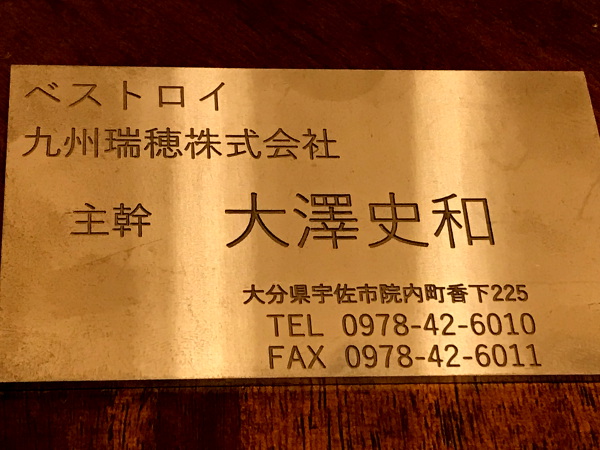 ベストロイ
九州瑞穂株式会社
主幹 大澤史和
大分県宇佐市院内町香下225
TEL 0978-42-6010
FAX 0978-42-6011